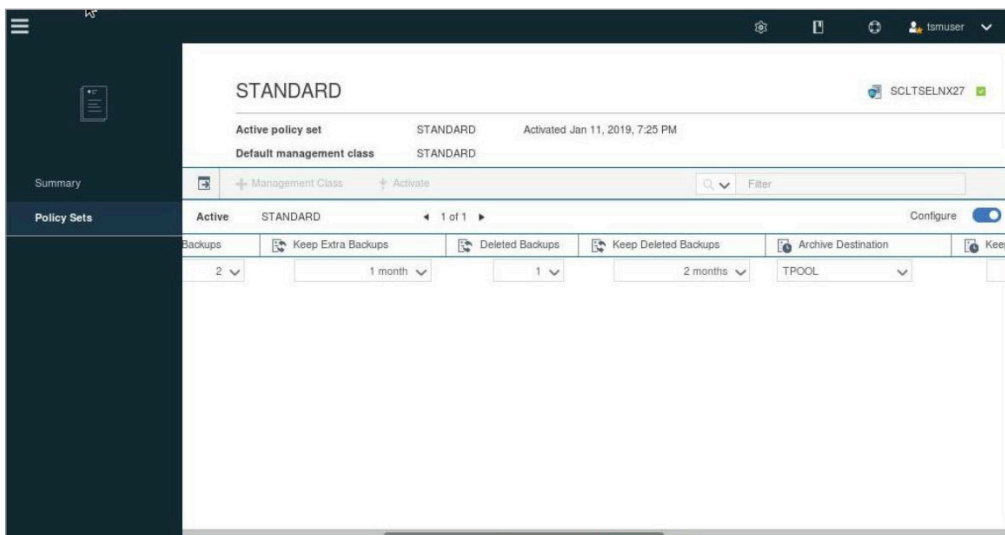 tsmuser
STANDARD
SCLTSELNX27
Active policy set STANDARD Activated Jan 11, 2019, 7:25 PM
Default management class STANDARD
Summary
Management Class Activate Filter
Policy Sets
Active STANDARD 1 of 1 Configure
Backups Keep Extra Backups Deleted Backups Keep Deleted Backups Archive Destination Keep
2 1 month 1 2 months TPOOL